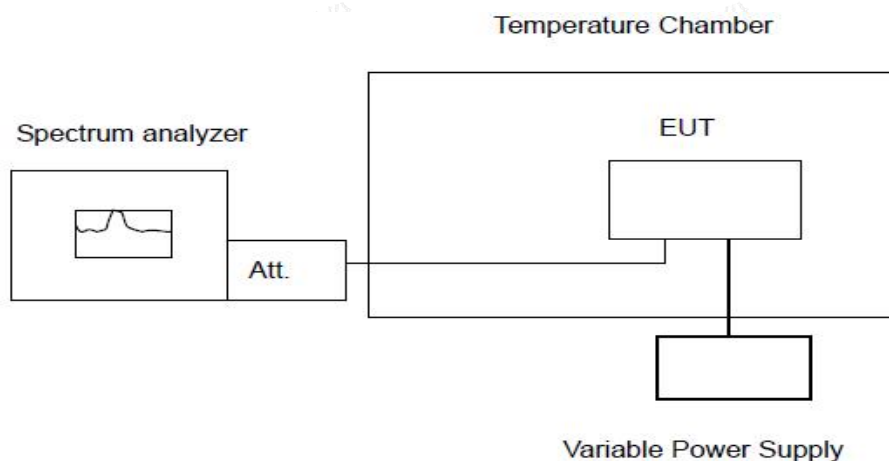 Temperature Chamber
Spectrum analyzer
EUT
Att.
Variable Power Supply